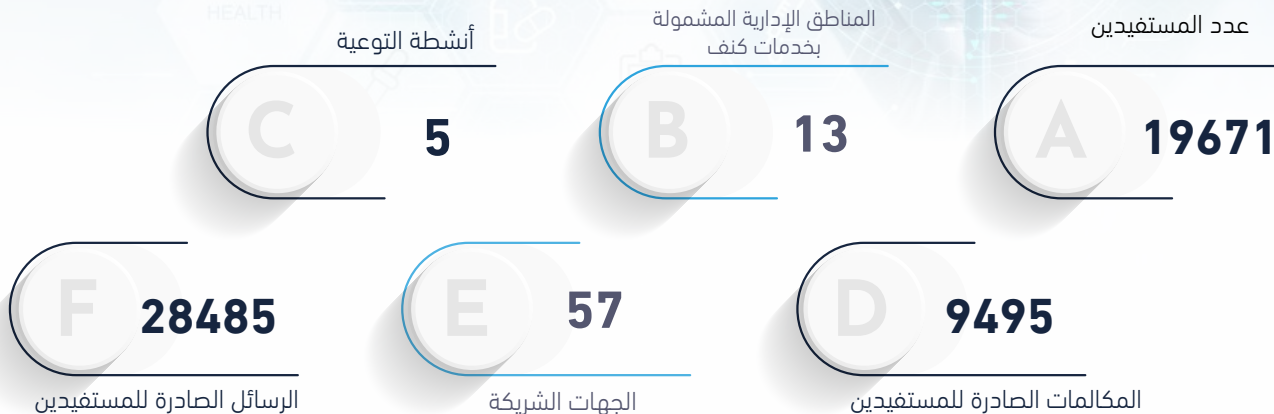 HEALTH
عدد المستفيدين
A
19671
المناطق الإدارية المشمولة
بخدمات كنف
B
13
أنشطة التوعية
C
5
D
9495
المكالمات الصادرة للمستفيدين
E
57
الجهات الشريكة
F
28485
الرسائل الصادرة للمستفيدين